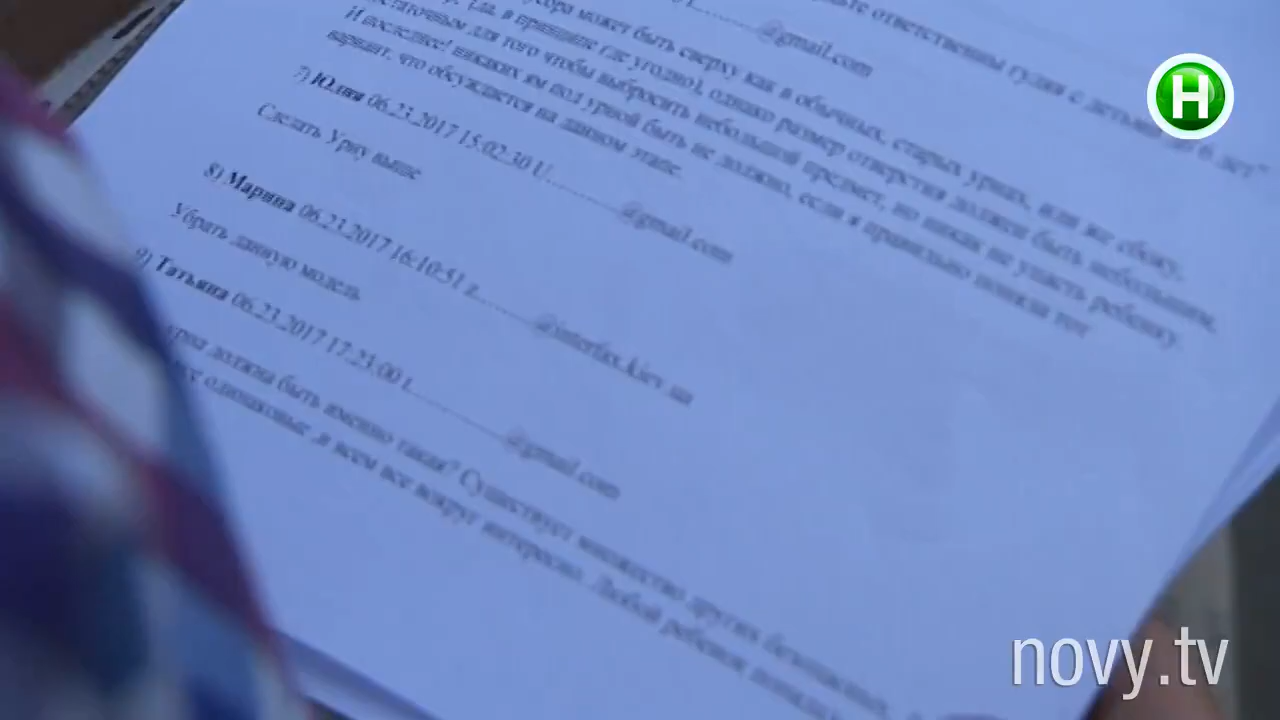 ьте ответственны гуляя с детьми до 6 лет"
@gmail.com
может быть сверху как в обычных, старых урнах, или же сбоку,
да, в принципе где угодно), однако размер отверстия должен быть небольшим,
достаточным для того чтобы выбросить небольшой предмет, но никак не упасть ребенку.
И последнее! никаких ям под урной быть не должно, если я правильно поняла тот
вариант, что обсуждается на данном этапе.
7) Юлия 06.23.2017 15:02:30 U..........@gmail.com
Сделать Урну выше
8) Марина 06.23.2017 16:10:51 z..........@interfax.kiev.ua
Убрать данную модель
9) Татьяна 06.23.2017 17:23:00 t..........@gmail.com
урна должна быть именно такая? Существует множество других безопасных,
все одинаковые, и всем все вокруг интересно. Любой ребенок
Н
novy.tv